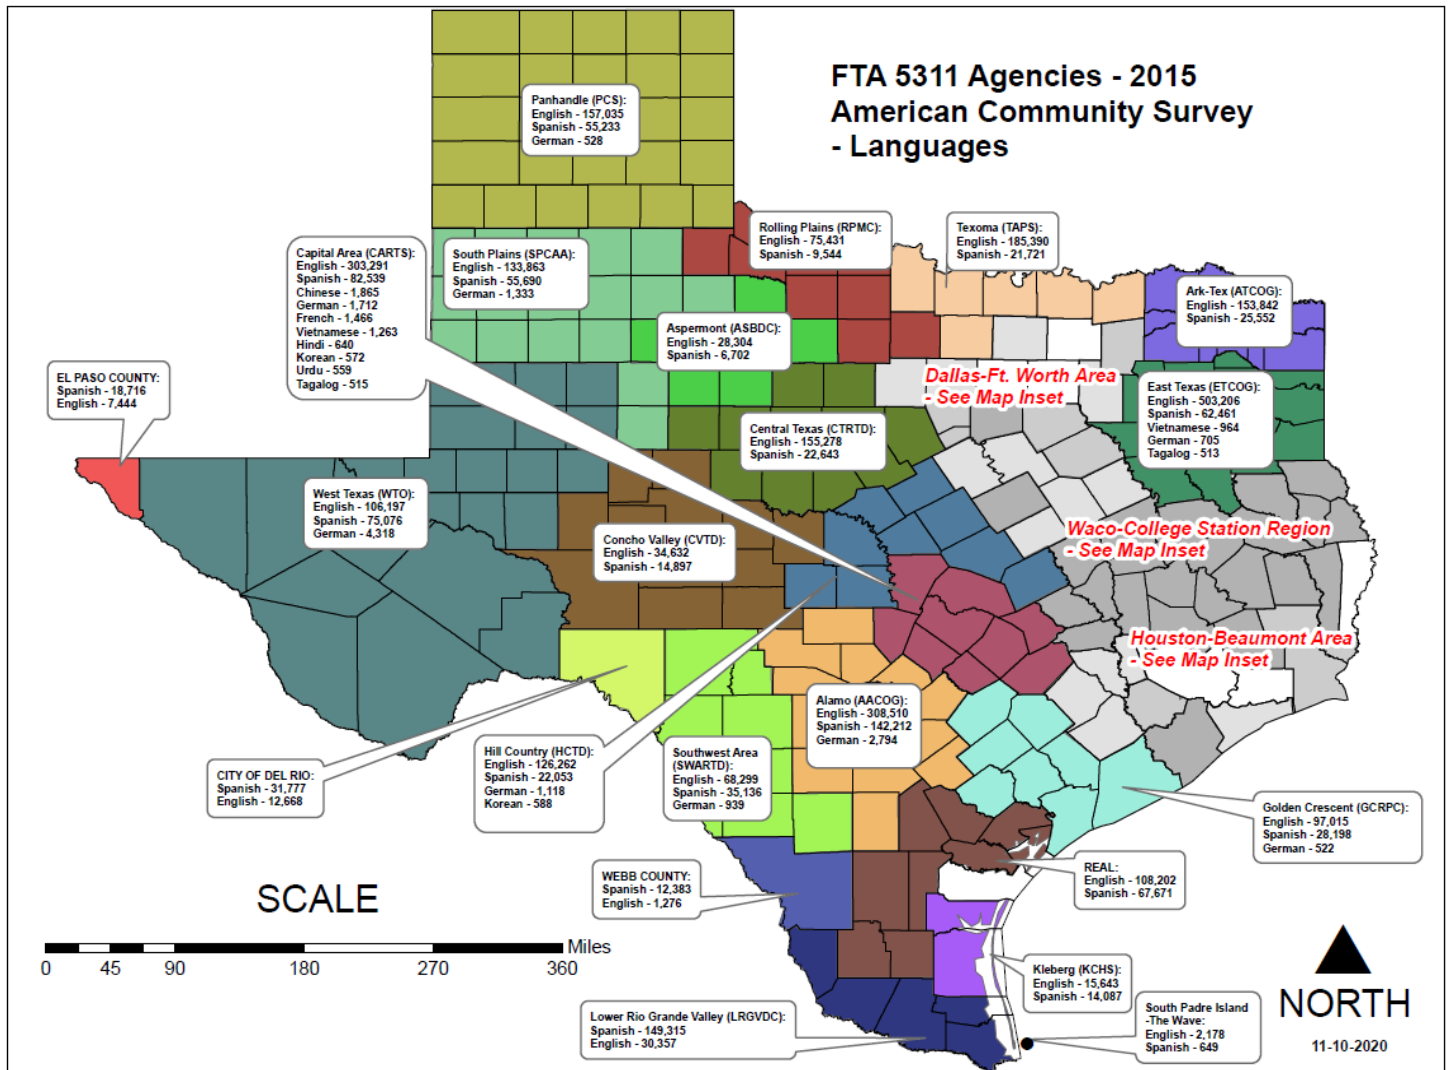 FTA 5311 Agencies - 2015
American Community Survey
- Languages
Panhandle (PCS):
English - 157,035
Spanish - 55,233
German - 528
Capital Area (CARTS):
English - 303,291
Spanish - 82,539
Chinese - 1,865
German - 1,712
French - 1,466
Vietnamese - 1,263
Hindi - 640
Korean - 572
Urdu - 559
Tagalog - 515
South Plains (SPCAA):
English - 133,863
Spanish - 55,690
German - 1,333
Rolling Plains (RPMC):
English - 75,431
Spanish - 9,544
Texoma (TAPS):
English - 185,390
Spanish - 21,721
Ark-Tex (ATCOG):
English - 153,842
Spanish - 25,552
Aspermont (ASBDC):
English - 28,304
Spanish - 6,702
EL PASO COUNTY:
Spanish - 18,716
English - 7,444
Dallas-Ft. Worth Area
- See Map Inset
East Texas (ETCOG):
English - 503,206
Spanish - 62,461
Vietnamese - 964
German - 705
Tagalog - 513
Central Texas (CTRTD):
English - 155,278
Spanish - 22,643
West Texas (WTO):
English - 106,197
Spanish - 75,076
German - 4,318
Concho Valley (CVTD):
English - 34,632
Spanish - 14,897
Waco-College Station Region
- See Map Inset
Houston-Beaumont Area
- See Map Inset
Alamo (AACOG):
English - 308,510
Spanish - 142,212
German - 2,794
CITY OF DEL RIO:
Spanish - 31,777
English - 12,668
Hill Country (HCTD):
English - 126,262
Spanish - 22,053
German - 1,118
Korean - 588
Southwest Area
(SWARTD):
English - 68,299
Spanish - 35,136
German - 939
Golden Crescent (GCRPC):
English - 97,015
Spanish - 28,198
German - 522
WEBB COUNTY:
Spanish - 12,383
English - 1,276
REAL:
English - 108,202
Spanish - 67,671
SCALE
Miles
0 45 90 180 270 360
Kleberg (KCHS):
English - 15,643
Spanish - 14,087
Lower Rio Grande Valley (LRGVDC):
Spanish - 149,315
English - 30,357
South Padre Island
-The Wave:
English - 2,178
Spanish - 649
NORTH
11-10-2020